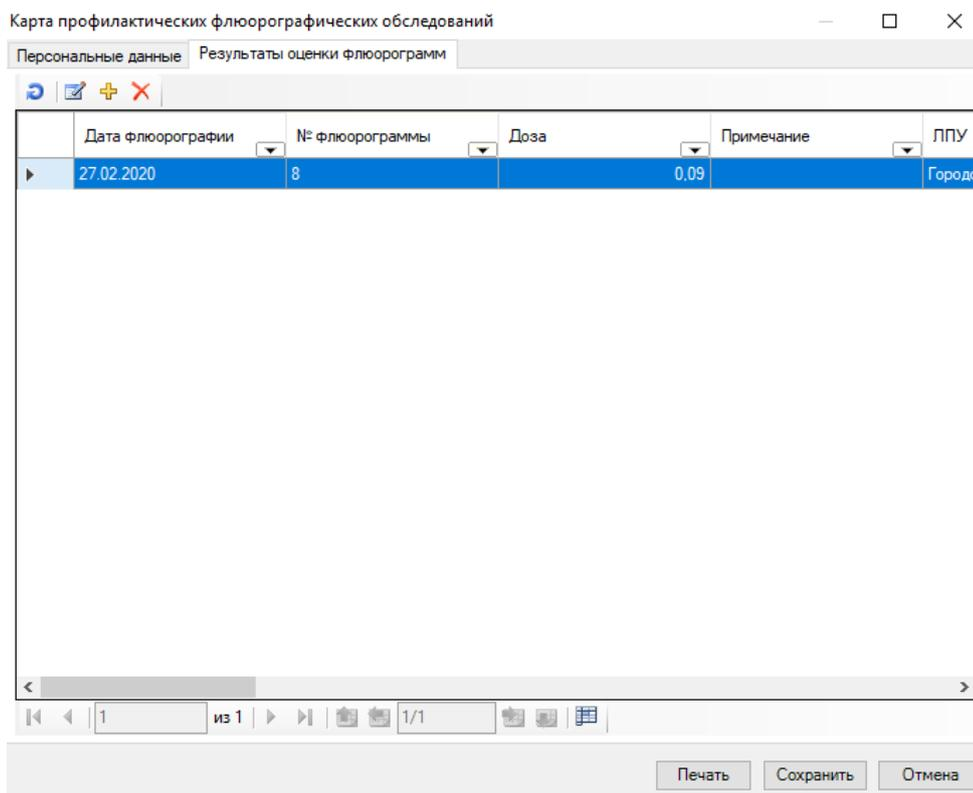 Карта профилактических флюорографических обследований
Персональные данные Результаты оценки флюорограмм
Дата флюорографии № флюорограммы Доза Примечание ЛПУ
27.02.2020 8 0,09
1 из 1 1/1
Печать Сохранить Отмена